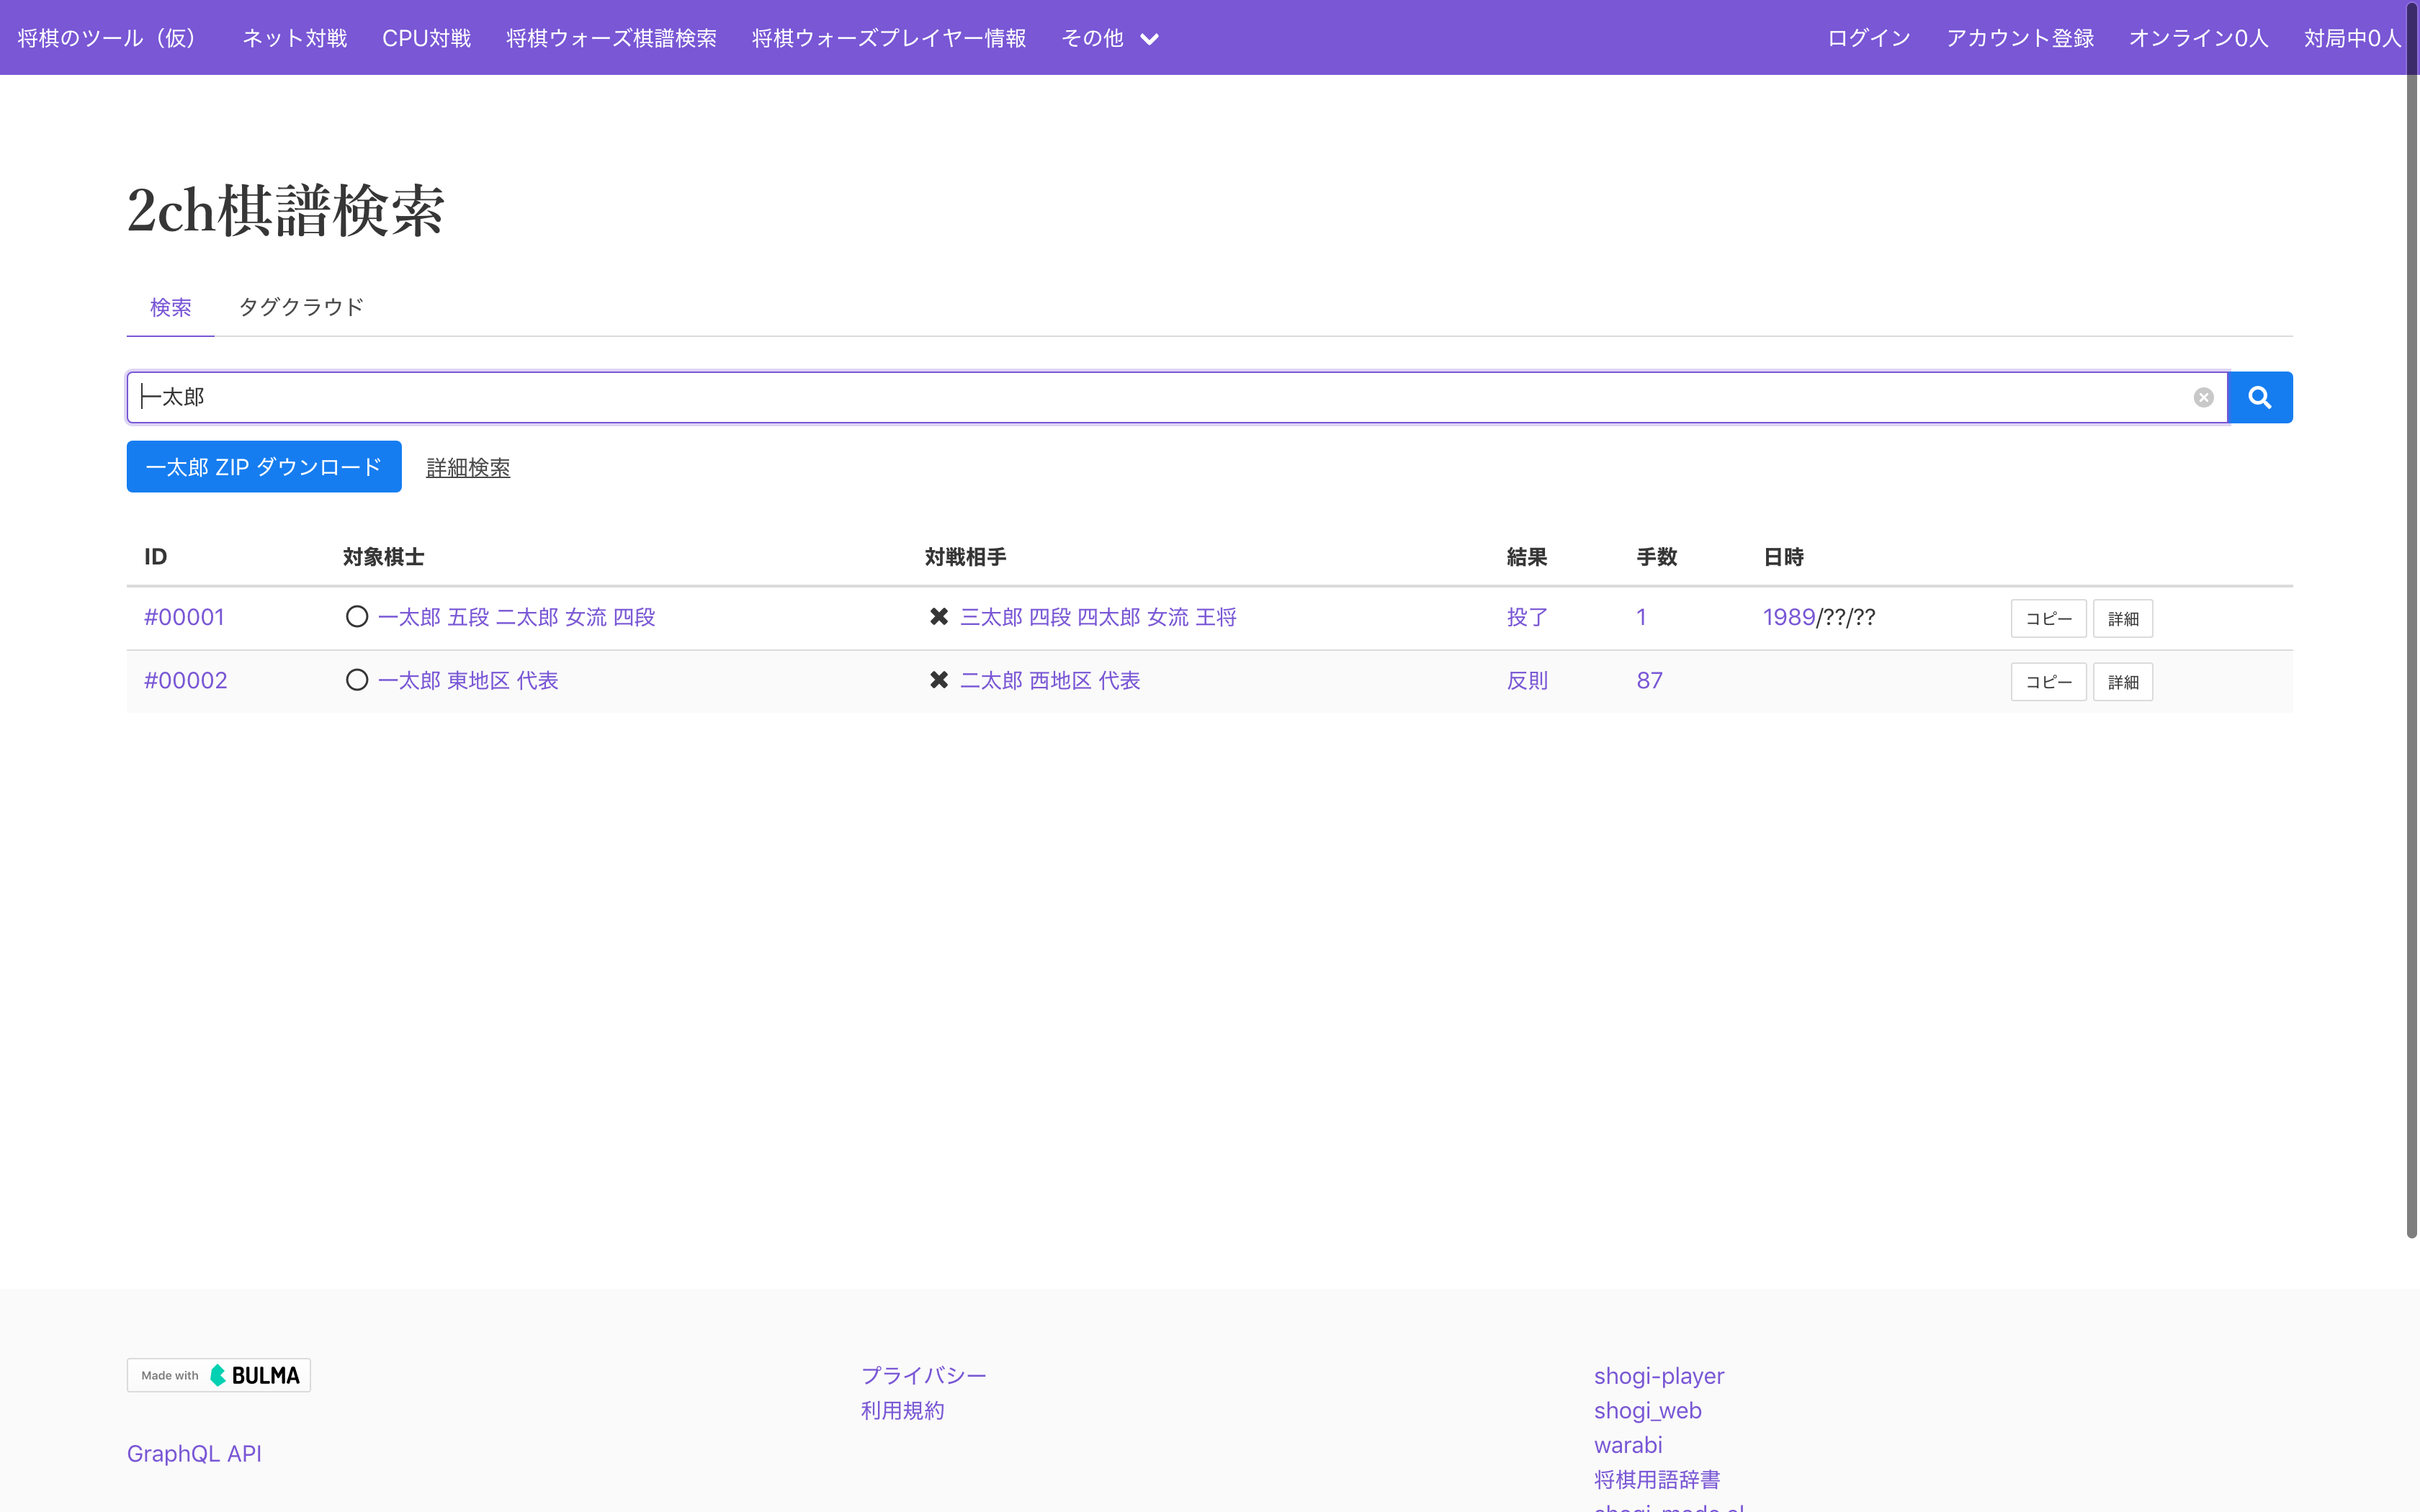 将棋のツール（仮） ネット対戦 CPU対戦 将棋ウォーズ棋譜検索 将棋ウォーズプレイヤー情報 その他 ログイン アカウント登録 オンライン0人 対局中0人
2ch棋譜検索
検索 タグクラウド
一太郎
一太郎 ZIP ダウンロード 詳細検索
ID 対象棋士 対戦相手 結果 手数 日時
#00001 一太郎 五段 二太郎 女流 四段 三太郎 四段 四太郎 女流 王将 投了 1 1989/??/?? コピー 詳細
#00002 一太郎 東地区 代表 二太郎 西地区 代表 反則 87 コピー 詳細
Made with BULMA プライバシー shogi-player
利用規約 shogi_web
warabi
GraphQL API
将棋用語辞書